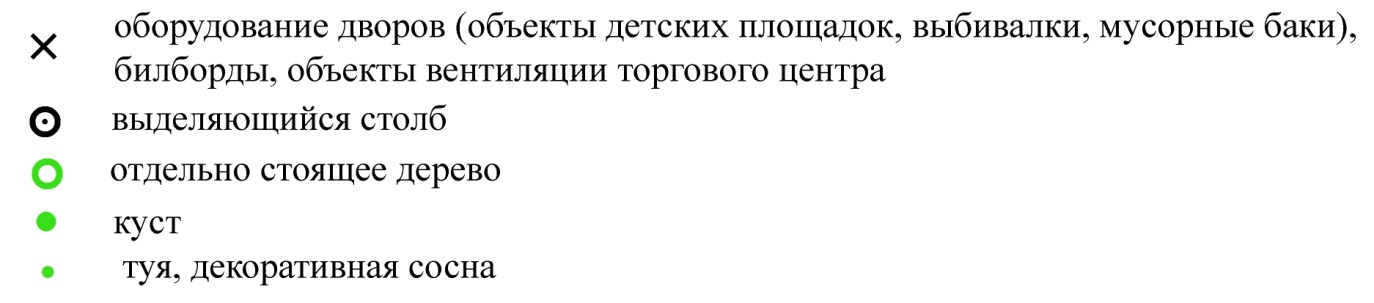 оборудование дворов (объекты детских площадок, выбивалки, мусорные баки),
билборды, объекты вентиляции торгового центра
выделяющийся столб
отдельно стоящее дерево
куст
туя, декоративная сосна